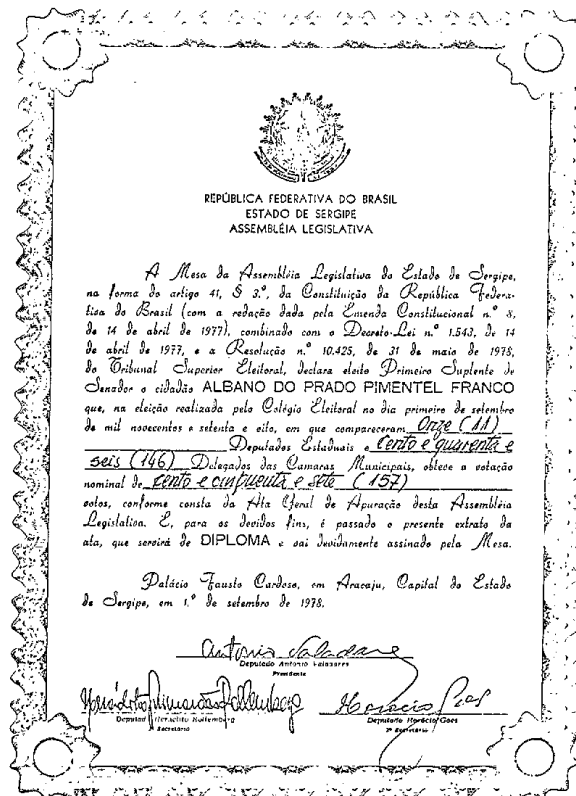 REPÚBLICA FEDERATIVA DO BRASIL
ESTADO DE SERGIPE
ASSEMBLÉIA LEGISLATIVA
A Mesa da Assembléia Legislativa do Estado de Sergipe,
na forma do artigo 41, § 3.º, da Constituição da República Federa-
tiva do Brasil (com a redação dada pela Emenda Constitucional n.º 8,
de 14 de abril de 1977), combinado com o Decreto-Lei n.º 1.543, de 14
de abril de 1977, e a Resolução n.º 10.425, de 31 de maio de 1978,
do Tribunal Superior Eleitoral, declara eleito Primeiro Suplente de
Senador o cidadão ALBANO DO PRADO PIMENTEL FRANCO
que, na eleição realizada pelo Colégio Eleitoral no dia primeiro de setembro
de mil novecentos e setenta e oito, em que compareceram Onze (11)
Deputados Estaduais e Cento e quarenta e
seis (146) Delegados das Camaras Municipais, obteve a votação
nominal de cento e cinquenta e sete (157)
votos, conforme consta da Ata Geral de Apuração desta Assembléia
Legislativa. E, para os devidos fins, é passado o presente extrato da
ata, que servirá de DIPLOMA e vai devidamente assinado pela Mesa.
Palácio Fausto Cardoso, em Aracaju, Capital do Estado
de Sergipe, em 1.º de setembro de 1978.
Antonio Valadares
Deputado Antonio Valadares
Presidente
Heráclito Rollemberg Horacio Goes
Deputado Heraclito Rollemberg Deputado Horácio Goes
Secretário 2º Secretário